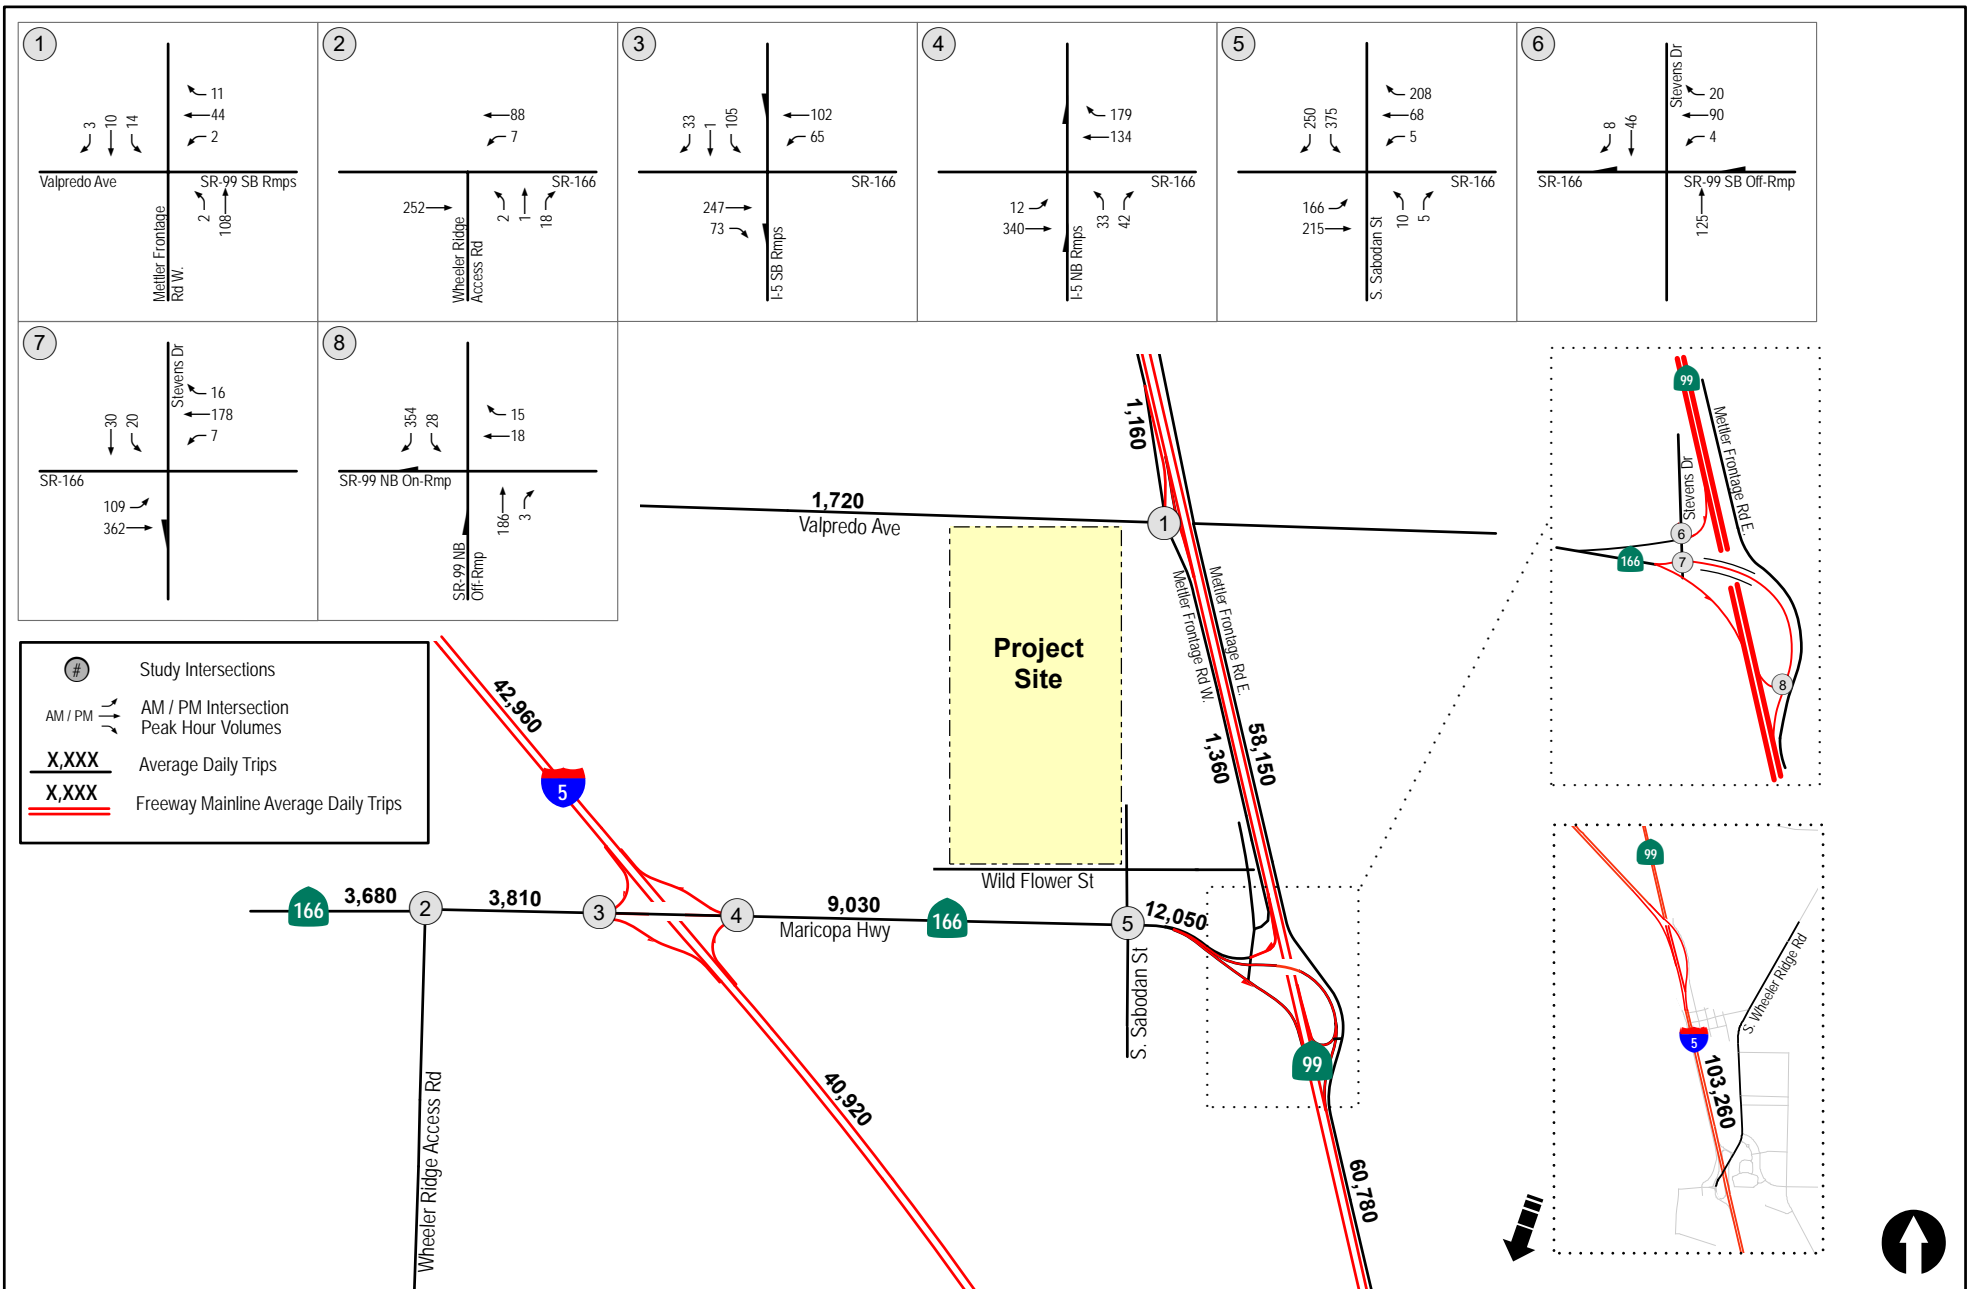 1
11
44
2
3
10
14
Valpredo Ave
SR-99 SB Rmps
2
108
Mettler Frontage
Rd W.
2
88
7
SR-166
252
2
1
18
Wheeler Ridge
Access Rd
3
33
1
105
102
65
SR-166
247
73
I-5 SB Rmps
4
179
134
SR-166
12
340
33
42
I-5 NB Rmps
5
250
375
208
68
5
SR-166
166
215
10
5
S. Sabodan St
6
Stevens Dr
8
46
20
90
4
SR-166
SR-99 SB Off-Rmp
125
7
Stevens Dr
30
20
16
178
7
SR-166
109
362
8
354
28
15
18
SR-99 NB On-Rmp
186
3
SR-99 NB
Off-Rmp
# Study Intersections
AM / PM
AM / PM Intersection
Peak Hour Volumes
X,XXX Average Daily Trips
X,XXX Freeway Mainline Average Daily Trips
1,160
1,720
Valpredo Ave
1
Mettler Frontage Rd W.
Mettler Frontage Rd E.
Project
Site
58,150
1,360
42,960
5
Wild Flower St
166
3,680
2
3,810
3
4
9,030
Maricopa Hwy
166
5
12,050
S. Sabodan St
99
40,920
Wheeler Ridge Access Rd
60,780
99
Mettler Frontage Rd E.
Stevens Dr
6
166
7
8
99
S. Wheeler Ridge Rd
5
103,260